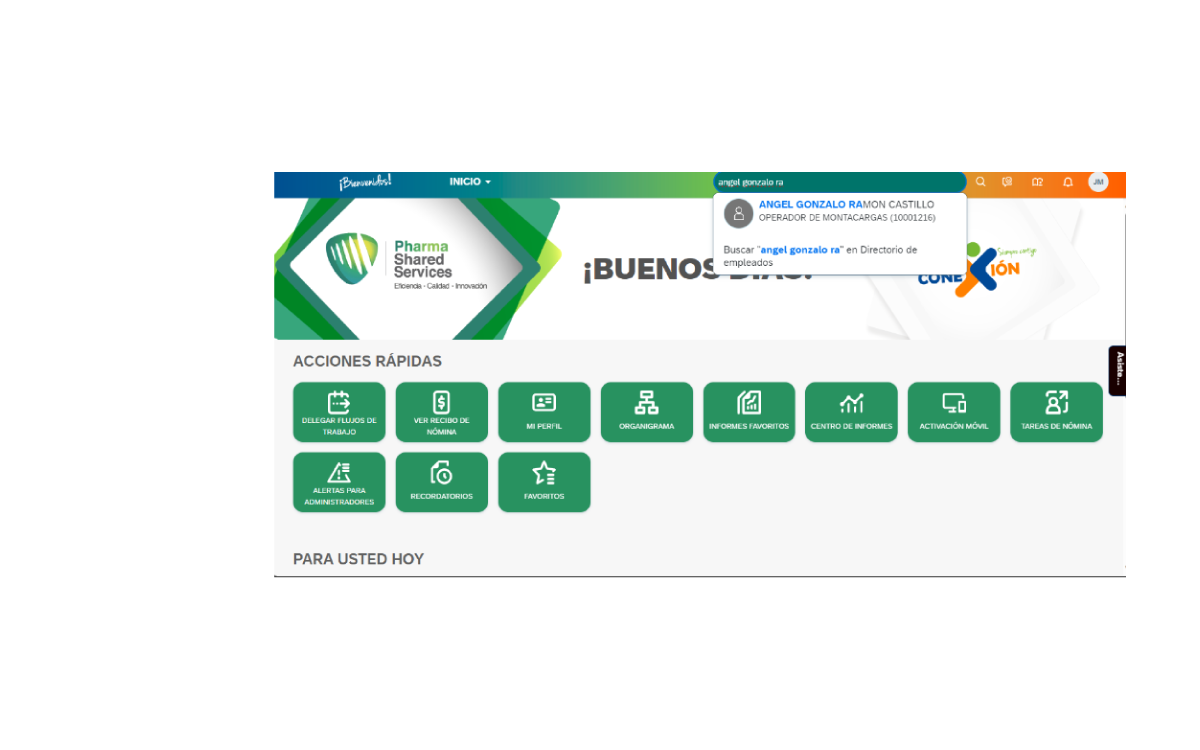 ¡Bienvenidos!
INICIO
angel gonzalo ra
JM
ANGEL GONZALO RAMON CASTILLO
OPERADOR DE MONTACARGAS (10001216)
Buscar "angel gonzalo ra" en Directorio de
empleados
Pharma
Shared
Services
Eficiencia - Calidad - Innovación
¡BUENOS DÍAS!
Siempre contigo
CONEXIÓN
Asiste...
ACCIONES RÁPIDAS
DELEGAR FLUJOS DE
TRABAJO
VER RECIBO DE
NÓMINA
MI PERFIL
ORGANIGRAMA
INFORMES FAVORITOS
CENTRO DE INFORMES
ACTIVACIÓN MÓVIL
TAREAS DE NÓMINA
ALERTAS PARA
ADMINISTRADORES
RECORDATORIOS
FAVORITOS
PARA USTED HOY